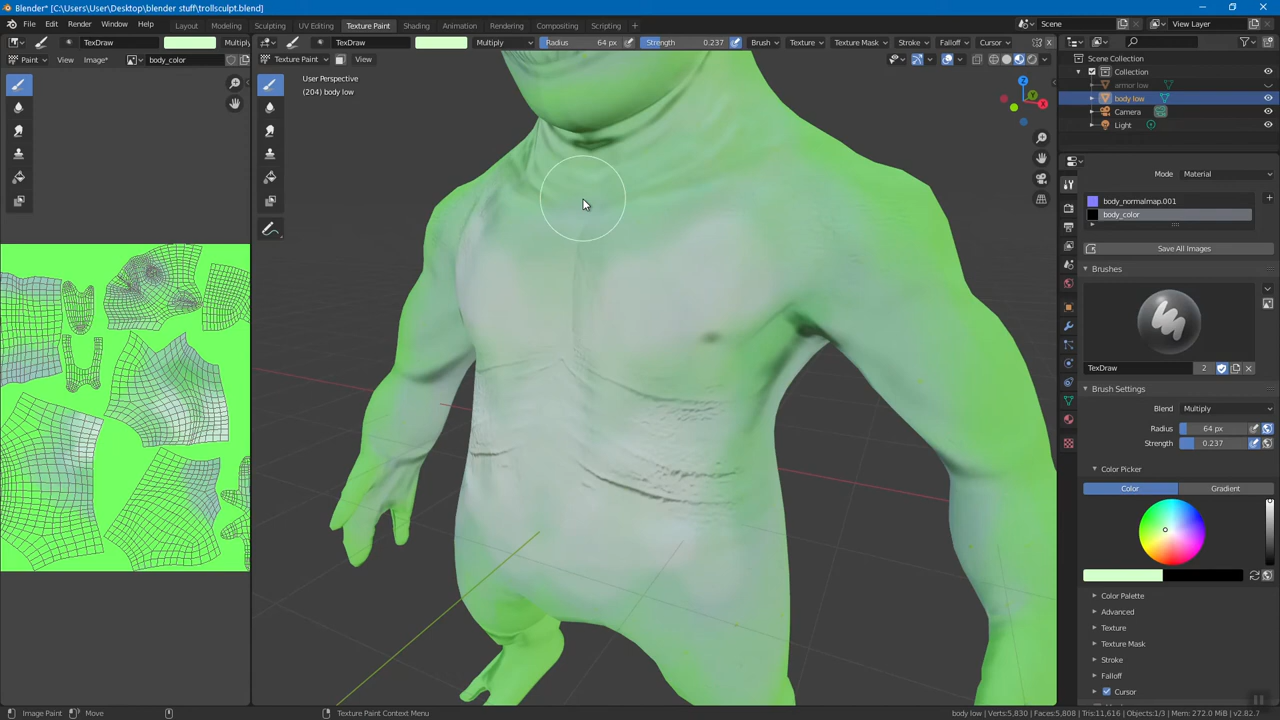 Blender* [C:\Users\User\Desktop\blender stuff\trollsculpt.blend]
File Edit Render Window Help Layout Modeling Sculpting UV Editing Texture Paint Shading Animation Rendering Compositing Scripting + Scene View Layer
TexDraw Multiply
TexDraw Multiply Radius 64 px Strength 0.237 Brush Texture Texture Mask Stroke Falloff Cursor
Paint View Image* body_color
Texture Paint View
User Perspective
(204) body low
Z
Y
X
Scene Collection
Collection
armor low
body low
Camera
Light
Mode Material
body_normalmap.001
body_color
Save All Images
Brushes
TexDraw 2
Brush Settings
Blend Multiply
Radius 64 px
Strength 0.237
Color Picker
Color Gradient
Color Palette
Advanced
Texture
Texture Mask
Stroke
Falloff
Cursor
Image Paint Move Texture Paint Context Menu body low | Verts:5,830 | Faces:5,808 | Tris:11,616 | Objects:1/3 | Mem: 272.0 MiB | v2.82.7